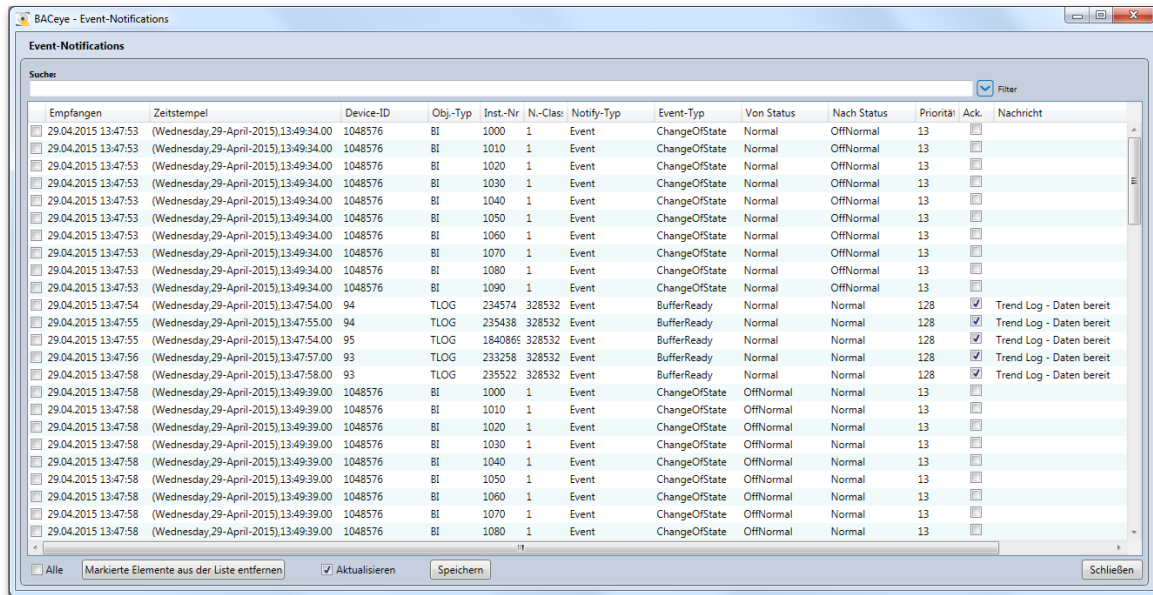 BACeye - Event-Notifications
Event-Notifications
Suche:
Filter
Empfangen Zeitstempel Device-ID Obj.-Typ Inst.-Nr N.-Clas: Notify-Typ Event-Typ Von Status Nach Status Priorität Ack. Nachricht
29.04.2015 13:47:53 (Wednesday,29-April-2015),13:49:34.00 1048576 BI 1000 1 Event ChangeOfState Normal OffNormal 13
29.04.2015 13:47:53 (Wednesday,29-April-2015),13:49:34.00 1048576 BI 1010 1 Event ChangeOfState Normal OffNormal 13
29.04.2015 13:47:53 (Wednesday,29-April-2015),13:49:34.00 1048576 BI 1020 1 Event ChangeOfState Normal OffNormal 13
29.04.2015 13:47:53 (Wednesday,29-April-2015),13:49:34.00 1048576 BI 1030 1 Event ChangeOfState Normal OffNormal 13
29.04.2015 13:47:53 (Wednesday,29-April-2015),13:49:34.00 1048576 BI 1040 1 Event ChangeOfState Normal OffNormal 13
29.04.2015 13:47:53 (Wednesday,29-April-2015),13:49:34.00 1048576 BI 1050 1 Event ChangeOfState Normal OffNormal 13
29.04.2015 13:47:53 (Wednesday,29-April-2015),13:49:34.00 1048576 BI 1060 1 Event ChangeOfState Normal OffNormal 13
29.04.2015 13:47:53 (Wednesday,29-April-2015),13:49:34.00 1048576 BI 1070 1 Event ChangeOfState Normal OffNormal 13
29.04.2015 13:47:53 (Wednesday,29-April-2015),13:49:34.00 1048576 BI 1080 1 Event ChangeOfState Normal OffNormal 13
29.04.2015 13:47:53 (Wednesday,29-April-2015),13:49:34.00 1048576 BI 1090 1 Event ChangeOfState Normal OffNormal 13
29.04.2015 13:47:54 (Wednesday,29-April-2015),13:47:54.00 94 TLOG 234574 328532 Event BufferReady Normal Normal 128 Trend Log - Daten bereit
29.04.2015 13:47:55 (Wednesday,29-April-2015),13:47:55.00 94 TLOG 235438 328532 Event BufferReady Normal Normal 128 Trend Log - Daten bereit
29.04.2015 13:47:55 (Wednesday,29-April-2015),13:47:54.00 95 TLOG 1840869 328532 Event BufferReady Normal Normal 128 Trend Log - Daten bereit
29.04.2015 13:47:56 (Wednesday,29-April-2015),13:47:57.00 93 TLOG 233258 328532 Event BufferReady Normal Normal 128 Trend Log - Daten bereit
29.04.2015 13:47:58 (Wednesday,29-April-2015),13:47:58.00 93 TLOG 235522 328532 Event BufferReady Normal Normal 128 Trend Log - Daten bereit
29.04.2015 13:47:58 (Wednesday,29-April-2015),13:49:39.00 1048576 BI 1000 1 Event ChangeOfState OffNormal Normal 13
29.04.2015 13:47:58 (Wednesday,29-April-2015),13:49:39.00 1048576 BI 1010 1 Event ChangeOfState OffNormal Normal 13
29.04.2015 13:47:58 (Wednesday,29-April-2015),13:49:39.00 1048576 BI 1020 1 Event ChangeOfState OffNormal Normal 13
29.04.2015 13:47:58 (Wednesday,29-April-2015),13:49:39.00 1048576 BI 1030 1 Event ChangeOfState OffNormal Normal 13
29.04.2015 13:47:58 (Wednesday,29-April-2015),13:49:39.00 1048576 BI 1040 1 Event ChangeOfState OffNormal Normal 13
29.04.2015 13:47:58 (Wednesday,29-April-2015),13:49:39.00 1048576 BI 1050 1 Event ChangeOfState OffNormal Normal 13
29.04.2015 13:47:58 (Wednesday,29-April-2015),13:49:39.00 1048576 BI 1060 1 Event ChangeOfState OffNormal Normal 13
29.04.2015 13:47:58 (Wednesday,29-April-2015),13:49:39.00 1048576 BI 1070 1 Event ChangeOfState OffNormal Normal 13
29.04.2015 13:47:58 (Wednesday,29-April-2015),13:49:39.00 1048576 BI 1080 1 Event ChangeOfState OffNormal Normal 13
Alle Markierte Elemente aus der Liste entfernen Aktualisieren Speichern Schließen